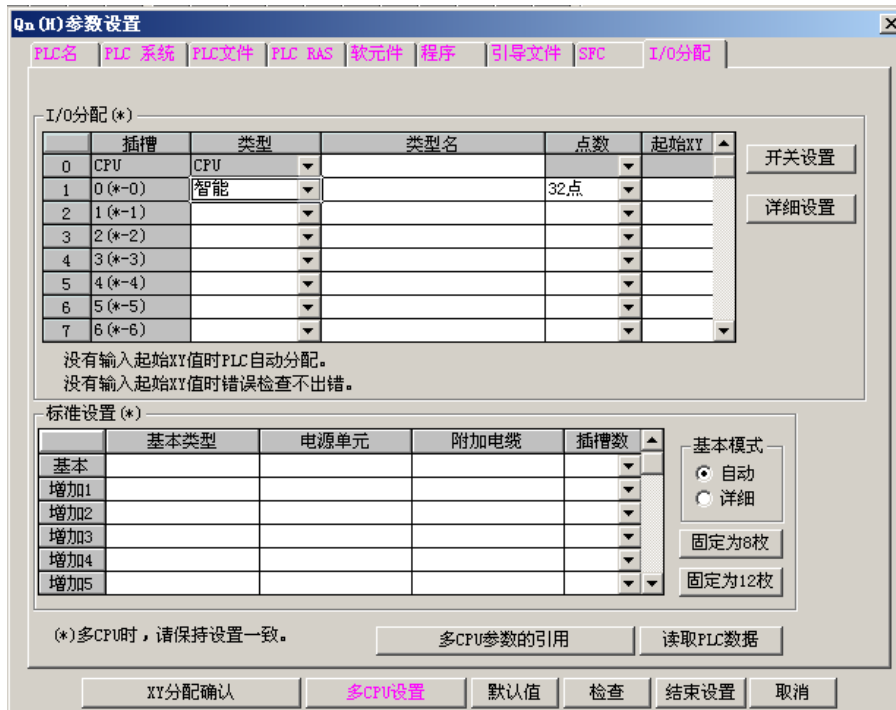 Qn(H)参数设置
PLC名 PLC 系统 PLC文件 PLC RAS 软元件 程序 引导文件 SFC I/O分配
I/O分配(*)
插槽 类型 类型名 点数 起始XY
0 CPU CPU
1 0(*-0) 智能 32点
2 1(*-1)
3 2(*-2)
4 3(*-3)
5 4(*-4)
6 5(*-5)
7 6(*-6)
开关设置
详细设置
没有输入起始XY值时PLC自动分配。
没有输入起始XY值时错误检查不出错。
标准设置(*)
基本类型 电源单元 附加电缆 插槽数
基本
增加1
增加2
增加3
增加4
增加5
基本模式
自动
详细
固定为8枚
固定为12枚
(*)多CPU时，请保持设置一致。
多CPU参数的引用 读取PLC数据
XY分配确认 多CPU设置 默认值 检查 结束设置 取消